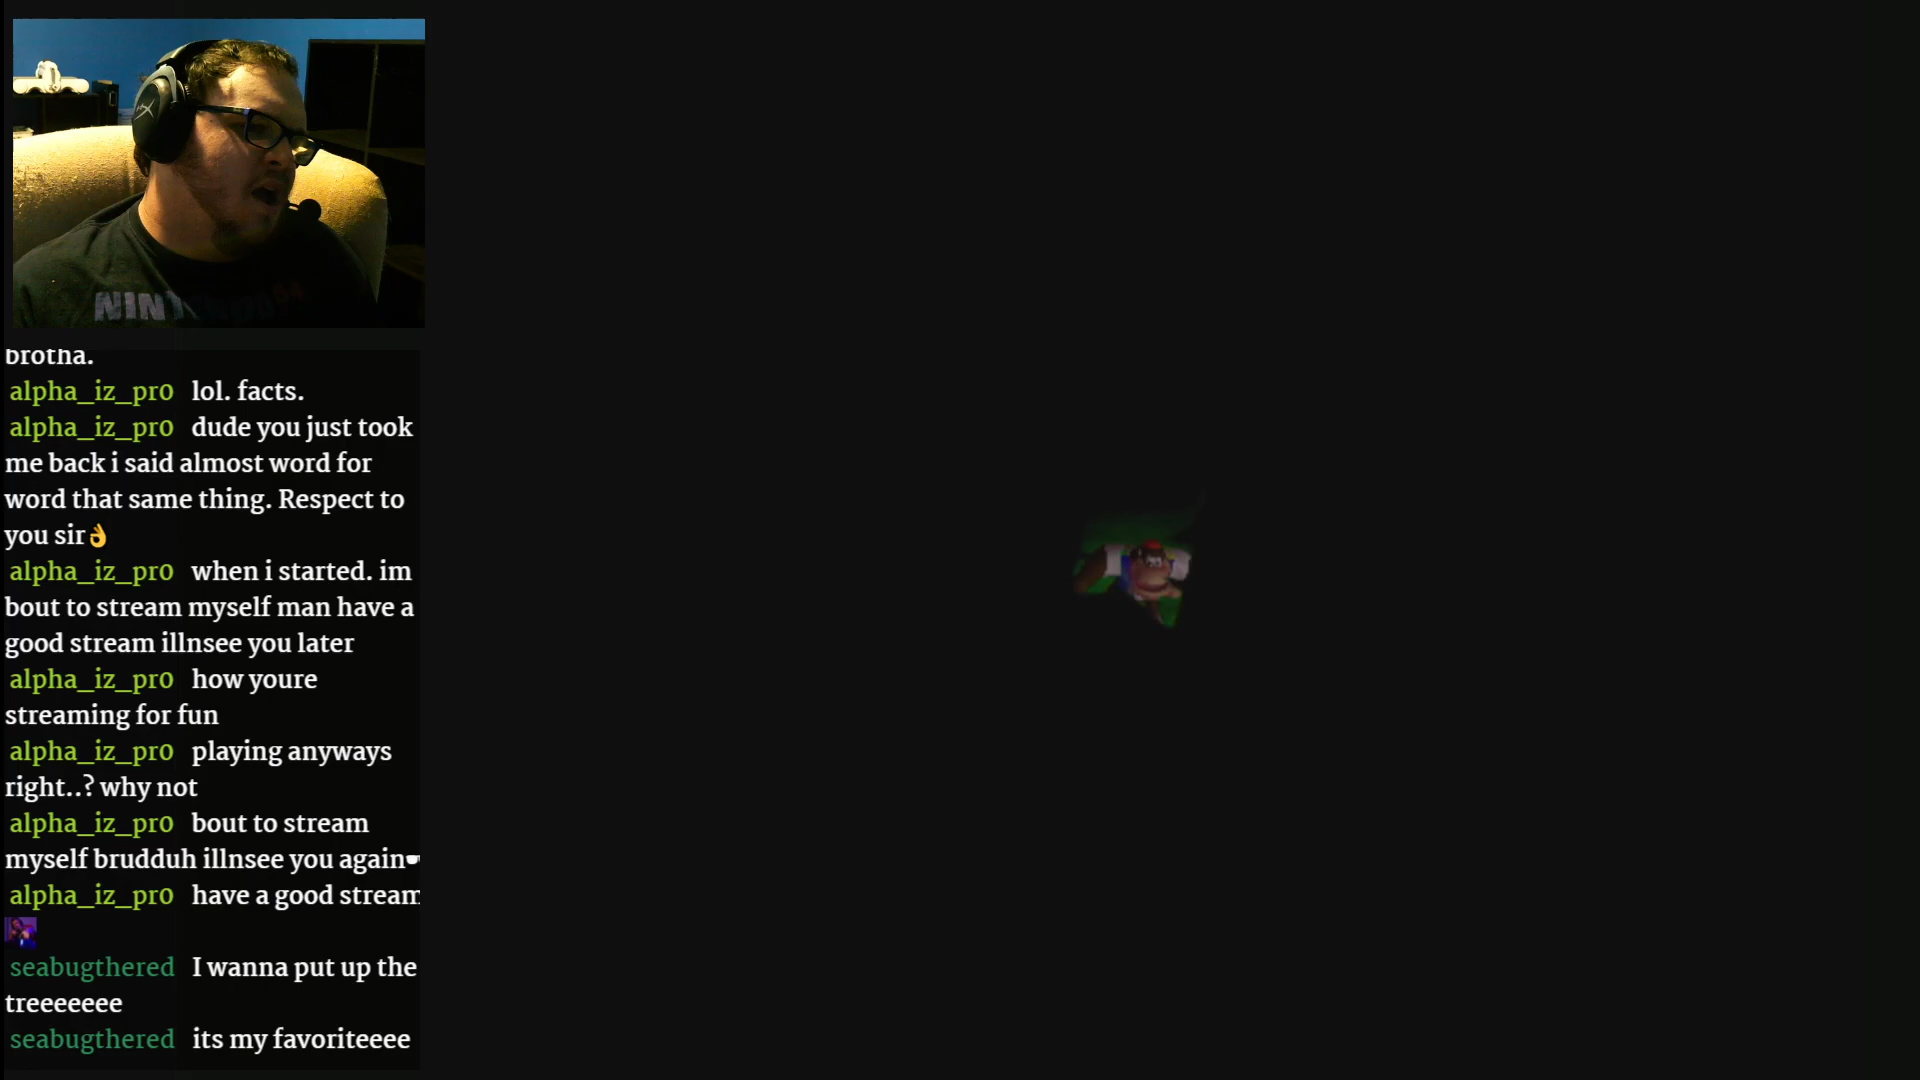 NINTENDO 64
brotha.
alpha_iz_pr0 lol. facts.
alpha_iz_pr0 dude you just took
me back i said almost word for
word that same thing. Respect to
you sir👌
alpha_iz_pr0 when i started. im
bout to stream myself man have a
good stream illnsee you later
alpha_iz_pr0 how youre
streaming for fun
alpha_iz_pr0 playing anyways
right..? why not
alpha_iz_pr0 bout to stream
myself brudduh illnsee you again
alpha_iz_pr0 have a good stream
seabugthered I wanna put up the
treeeeeee
seabugthered its my favoriteeee